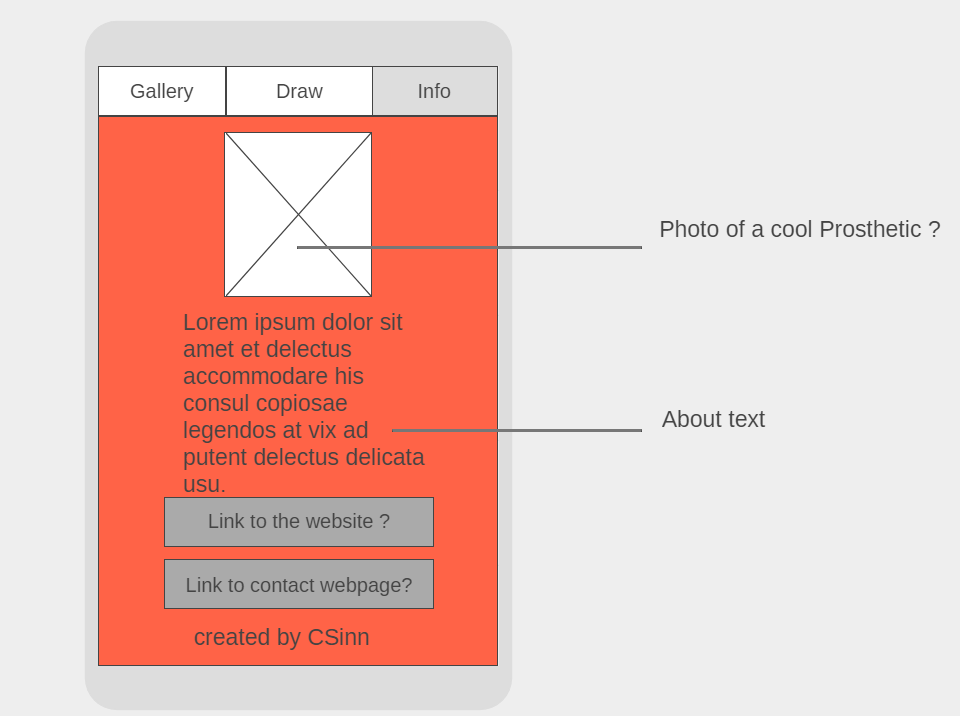 Gallery Draw Info
Photo of a cool Prosthetic ?
Lorem ipsum dolor sit
amet et delectus
accommodare his
consul copiosae
legendos at vix ad
putent delectus delicata
usu.
About text
Link to the website ?
Link to contact webpage?
created by CSinn